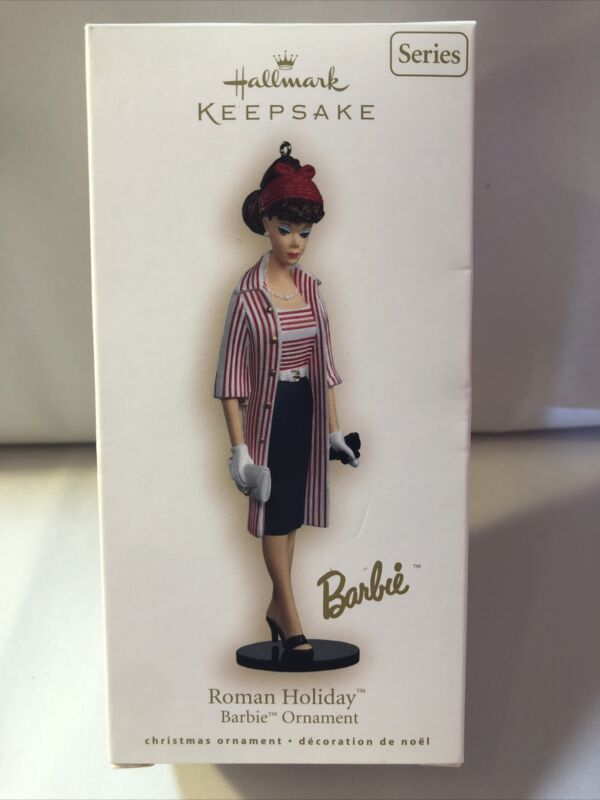 Series
Hallmark
KEEPSAKE
Barbie™
Roman Holiday™
Barbie™ Ornament
christmas ornament • décoration de noël